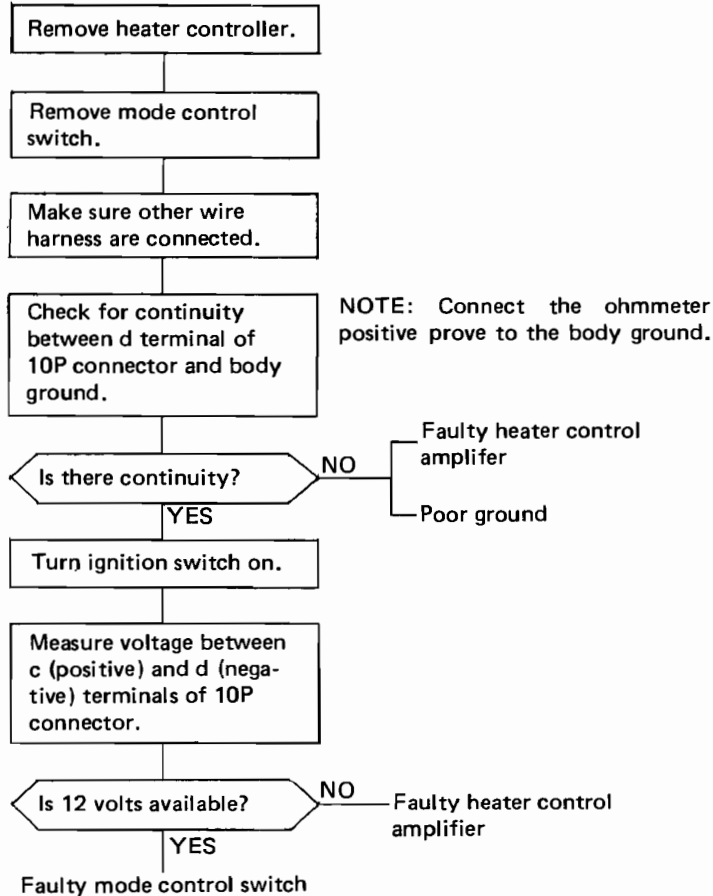 Remove heater controller.
Remove mode control
switch.
Make sure other wire
harness are connected.
Check for continuity
between d terminal of
10P connector and body
ground.
NOTE: Connect the ohmmeter
positive prove to the body ground.
Is there continuity?
NO
Faulty heater control
amplifer
Poor ground
YES
Turn ignition switch on.
Measure voltage between
c (positive) and d (nega-
tive) terminals of 10P
connector.
Is 12 volts available?
NO
Faulty heater control
amplifier
YES
Faulty mode control switch